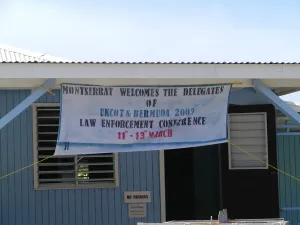 MONTSERRAT WELCOMES THE DELEGATES
OF
UKCOT & BERMUDA 2007
LAW ENFORCEMENT CONFERENCE
11TH - 13TH MARCH